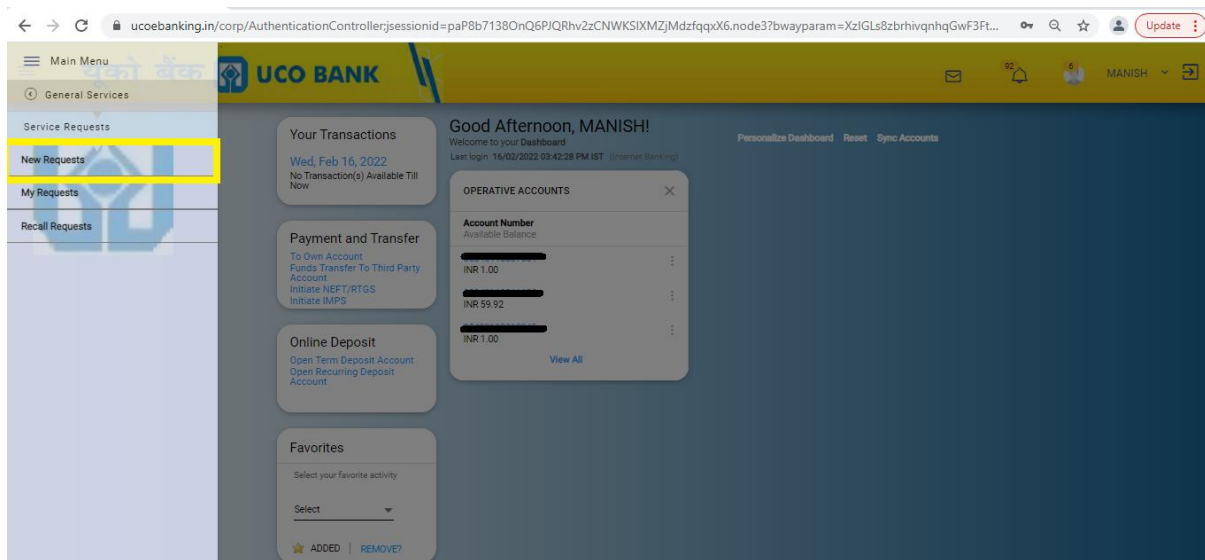 ucoebanking.in/corp/AuthenticationController;jsessionid=paP8b7138OnQ6PJQRhv2zCNWKSIXMZjMdzfqqxX6.node3?bwayparam=XzIGLs8zbrhivqnhqGwF3Ft...
Update
Main Menu
यूको बैंक
UCO BANK
92
6
MANISH
General Services
Service Requests
New Requests
My Requests
Recall Requests
Your Transactions
Wed, Feb 16, 2022
No Transaction(s) Available Till
Now
Payment and Transfer
To Own Account
Funds Transfer To Third Party
Account
Initiate NEFT/RTGS
Initiate IMPS
Online Deposit
Open Term Deposit Account
Open Recurring Deposit
Account
Favorites
Select your favorite activity
Select
ADDED | REMOVE?
Good Afternoon, MANISH!
Welcome to your Dashboard
Last login 16/02/2022 03:42:28 PM IST (Internet Banking)
Personalize Dashboard Reset Sync Accounts
OPERATIVE ACCOUNTS
Account Number
Available Balance
INR 1.00
INR 59.92
INR 1.00
View All